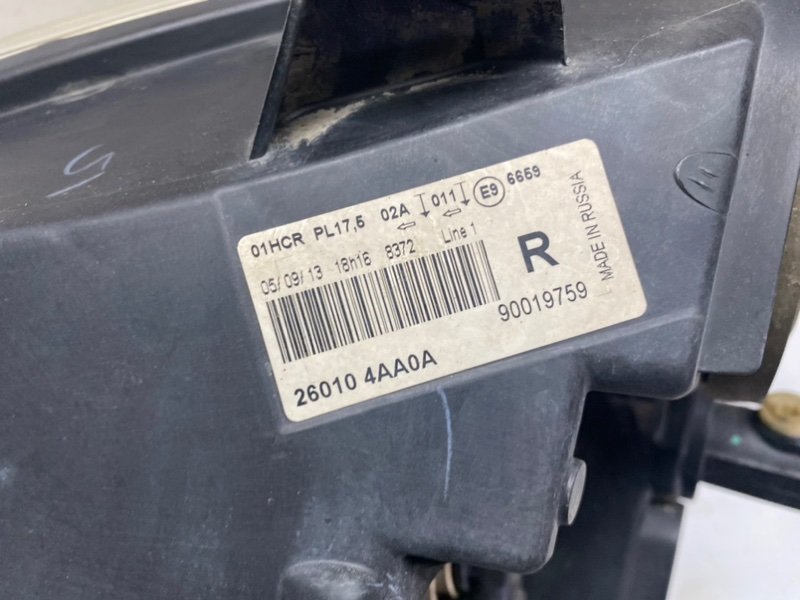 01HCR PL17,5 02A 011 E9 6659
05/09/13 18h16 8372 Line 1
R
MADE IN RUSSIA
90019759
26010 4AA0A